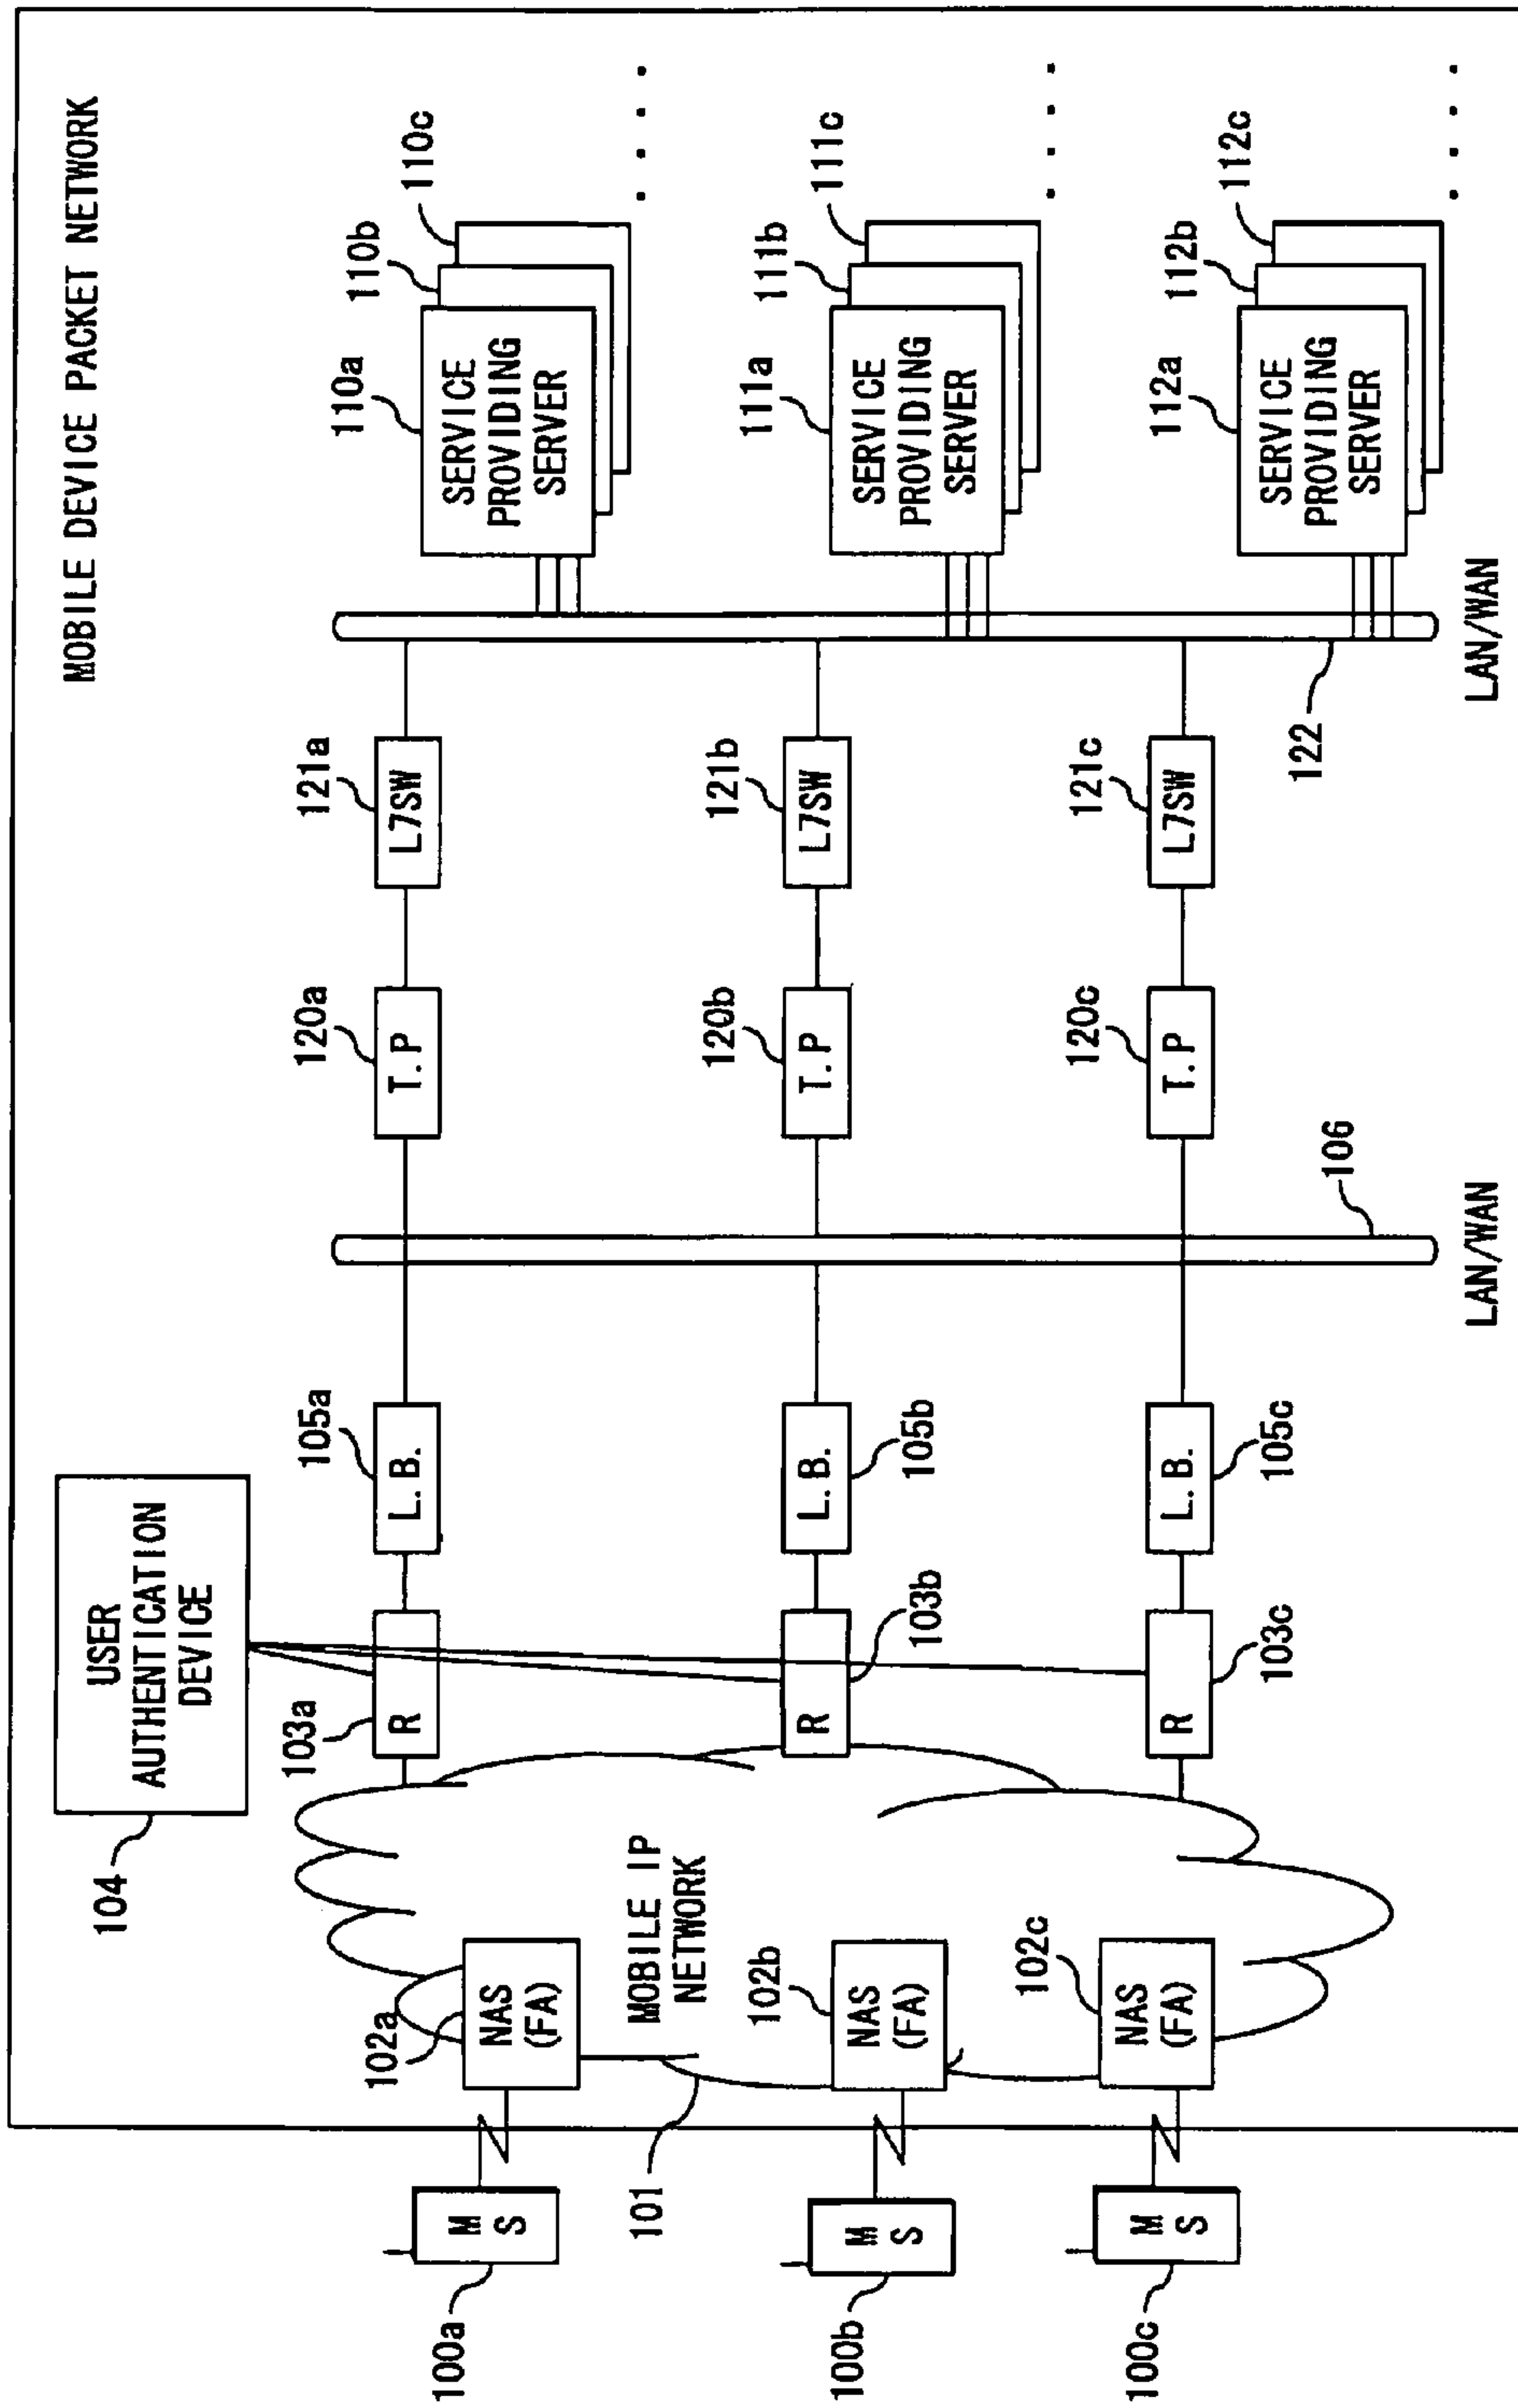 MOBILE DEVICE PACKET NETWORK
USER
AUTHENTICATION
DEVICE
104
110a
110b
110c
SERVICE
PROVIDING
SERVER
. . . .
100a
M
S
102a
NAS
(FA)
103a
R
105a
L.B.
120a
T.P
121a
L7SW
101
MOBILE IP
NETWORK
111a
111b
111c
SERVICE
PROVIDING
SERVER
. . . .
100b
M
S
102b
NAS
(FA)
R
103b
L.B.
105b
120b
T.P
121b
L7SW
112a
112b
112c
SERVICE
PROVIDING
SERVER
. . . .
100c
M
S
102c
NAS
(FA)
R
103c
L.B.
105c
120c
T.P
121c
L7SW
106
122
LAN/WAN
LAN/WAN